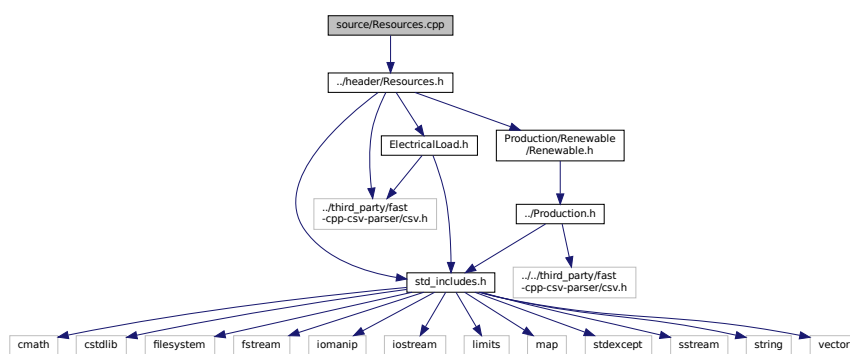 source/Resources.cpp
../header/Resources.h
ElectricalLoad.h
Production/Renewable
/Renewable.h
../third_party/fast
-cpp-csv-parser/csv.h
../Production.h
std_includes.h
../../third_party/fast
-cpp-csv-parser/csv.h
cmath
cstdlib
filesystem
fstream
iomanip
iostream
limits
map
stdexcept
sstream
string
vector